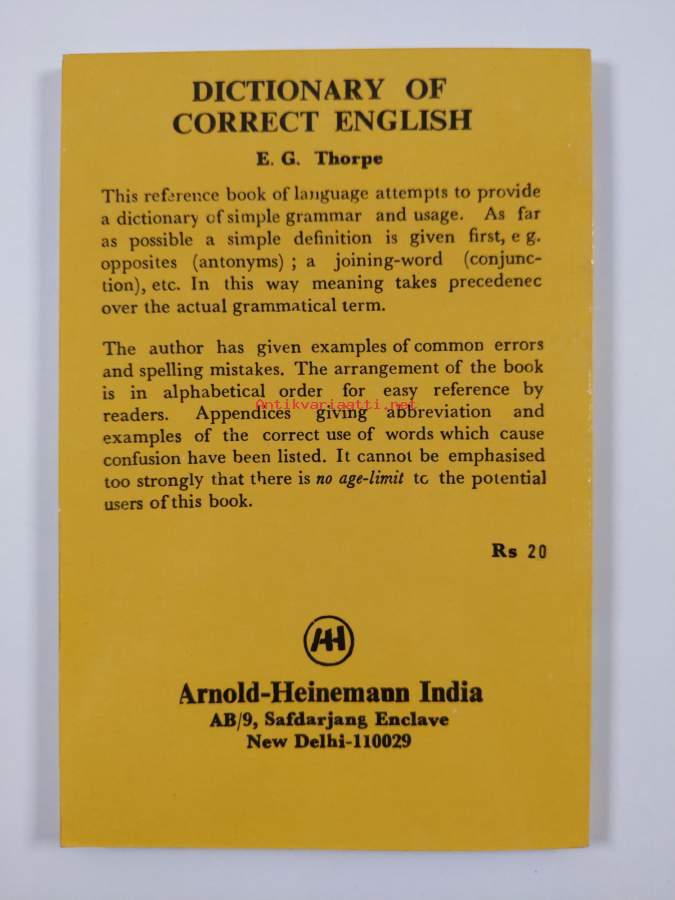 DICTIONARY OF
CORRECT ENGLISH
E. G. Thorpe
This reference book of language attempts to provide
a dictionary of simple grammar and usage. As far
as possible a simple definition is given first, e g.
opposites (antonyms) ; a joining-word (conjunc-
tion), etc. In this way meaning takes precedenec
over the actual grammatical term.
The author has given examples of common errors
and spelling mistakes. The arrangement of the book
is in alphabetical order for easy reference by
Antikvariaatti.net
readers. Appendices giving abbreviation and
examples of the correct use of words which cause
confusion have been listed. It cannot be emphasised
too strongly that there is no age-limit to the potential
users of this book.
Rs 20
AH
Arnold-Heinemann India
AB/9, Safdarjang Enclave
New Delhi-110029